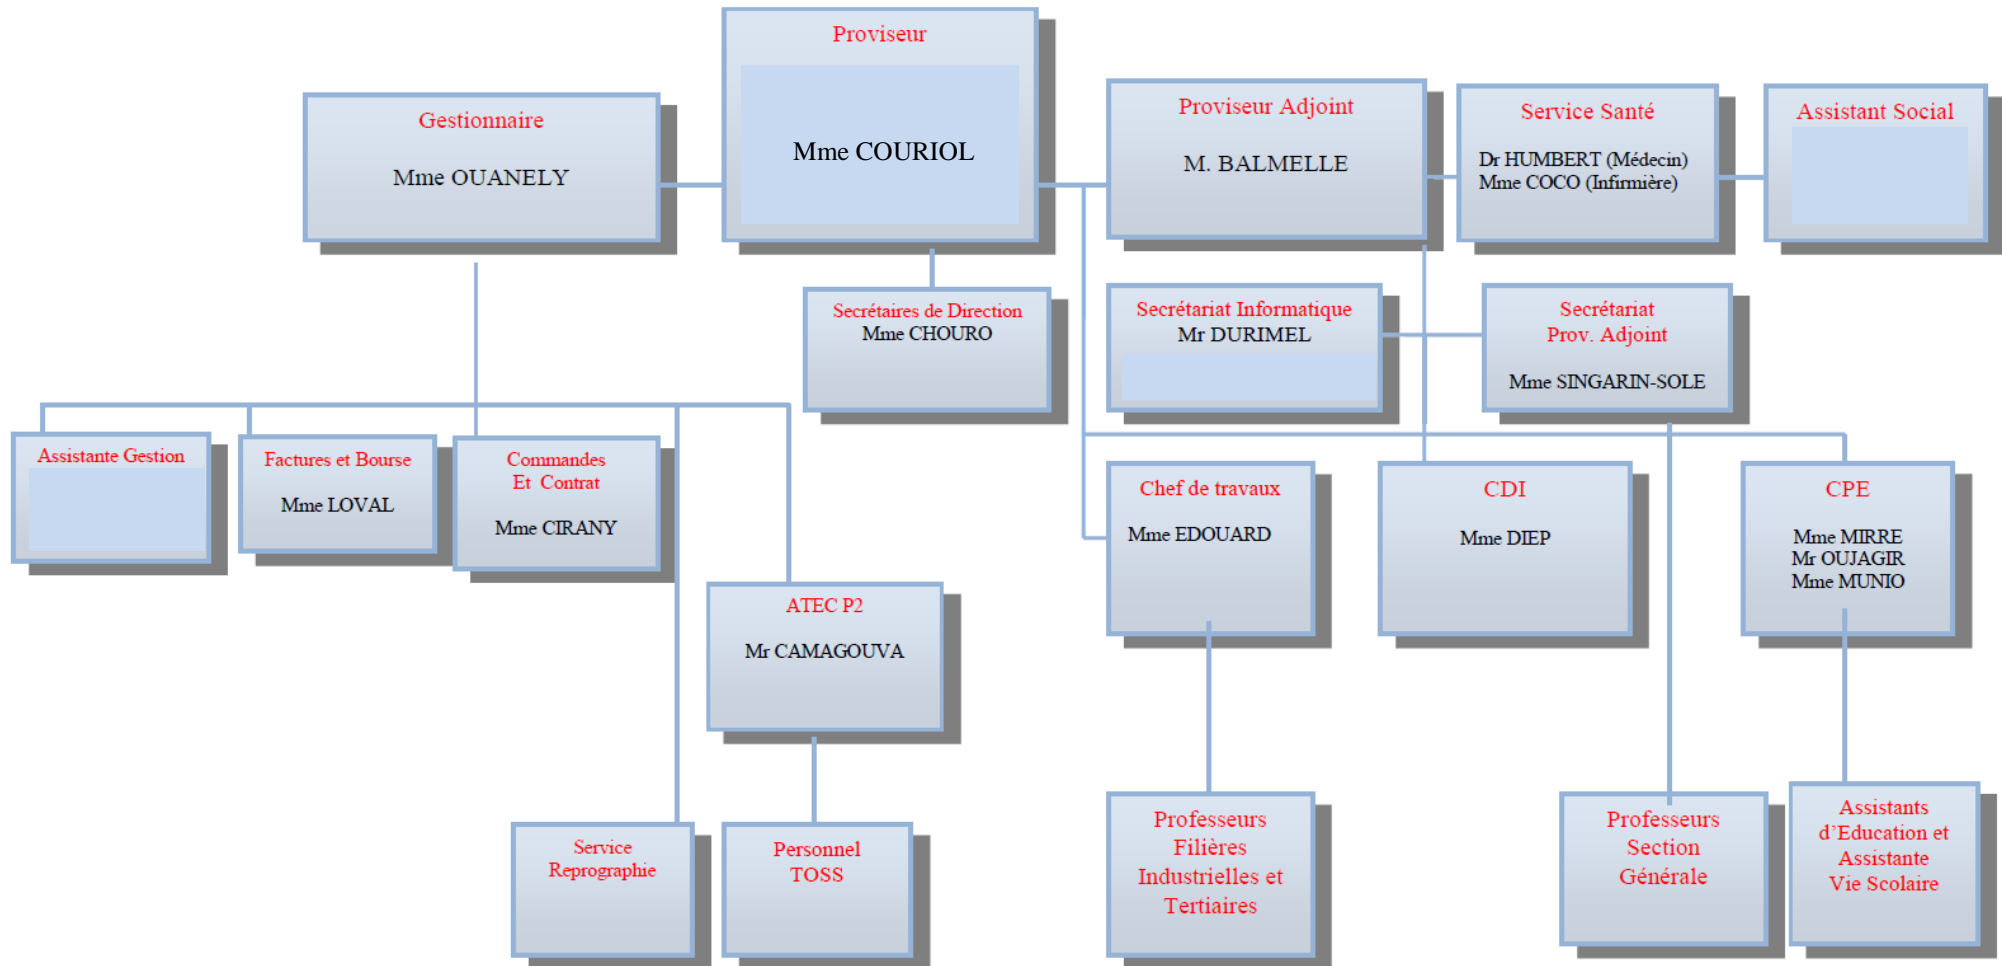 Proviseur
Mme COURIOL
Gestionnaire
Mme OUANELY
Proviseur Adjoint
M. BALMELLE
Service Santé
Dr HUMBERT (Médecin)
Mme COCO (Infirmière)
Assistant Social
Secrétaires de Direction
Mme CHOURO
Secrétariat Informatique
Mr DURIMEL
Secrétariat
Prov. Adjoint
Mme SINGARIN-SOLE
Assistante Gestion
Factures et Bourse
Mme LOVAL
Commandes
Et Contrat
Mme CIRANY
Chef de travaux
Mme EDOUARD
CDI
Mme DIEP
CPE
Mme MIRRE
Mr OUJAGIR
Mme MUNIO
ATEC P2
Mr CAMAGOUVA
Service
Reprographie
Personnel
TOSS
Professeurs
Filières
Industrielles et
Tertiaires
Professeurs
Section
Générale
Assistants
d’Education et
Assistante
Vie Scolaire